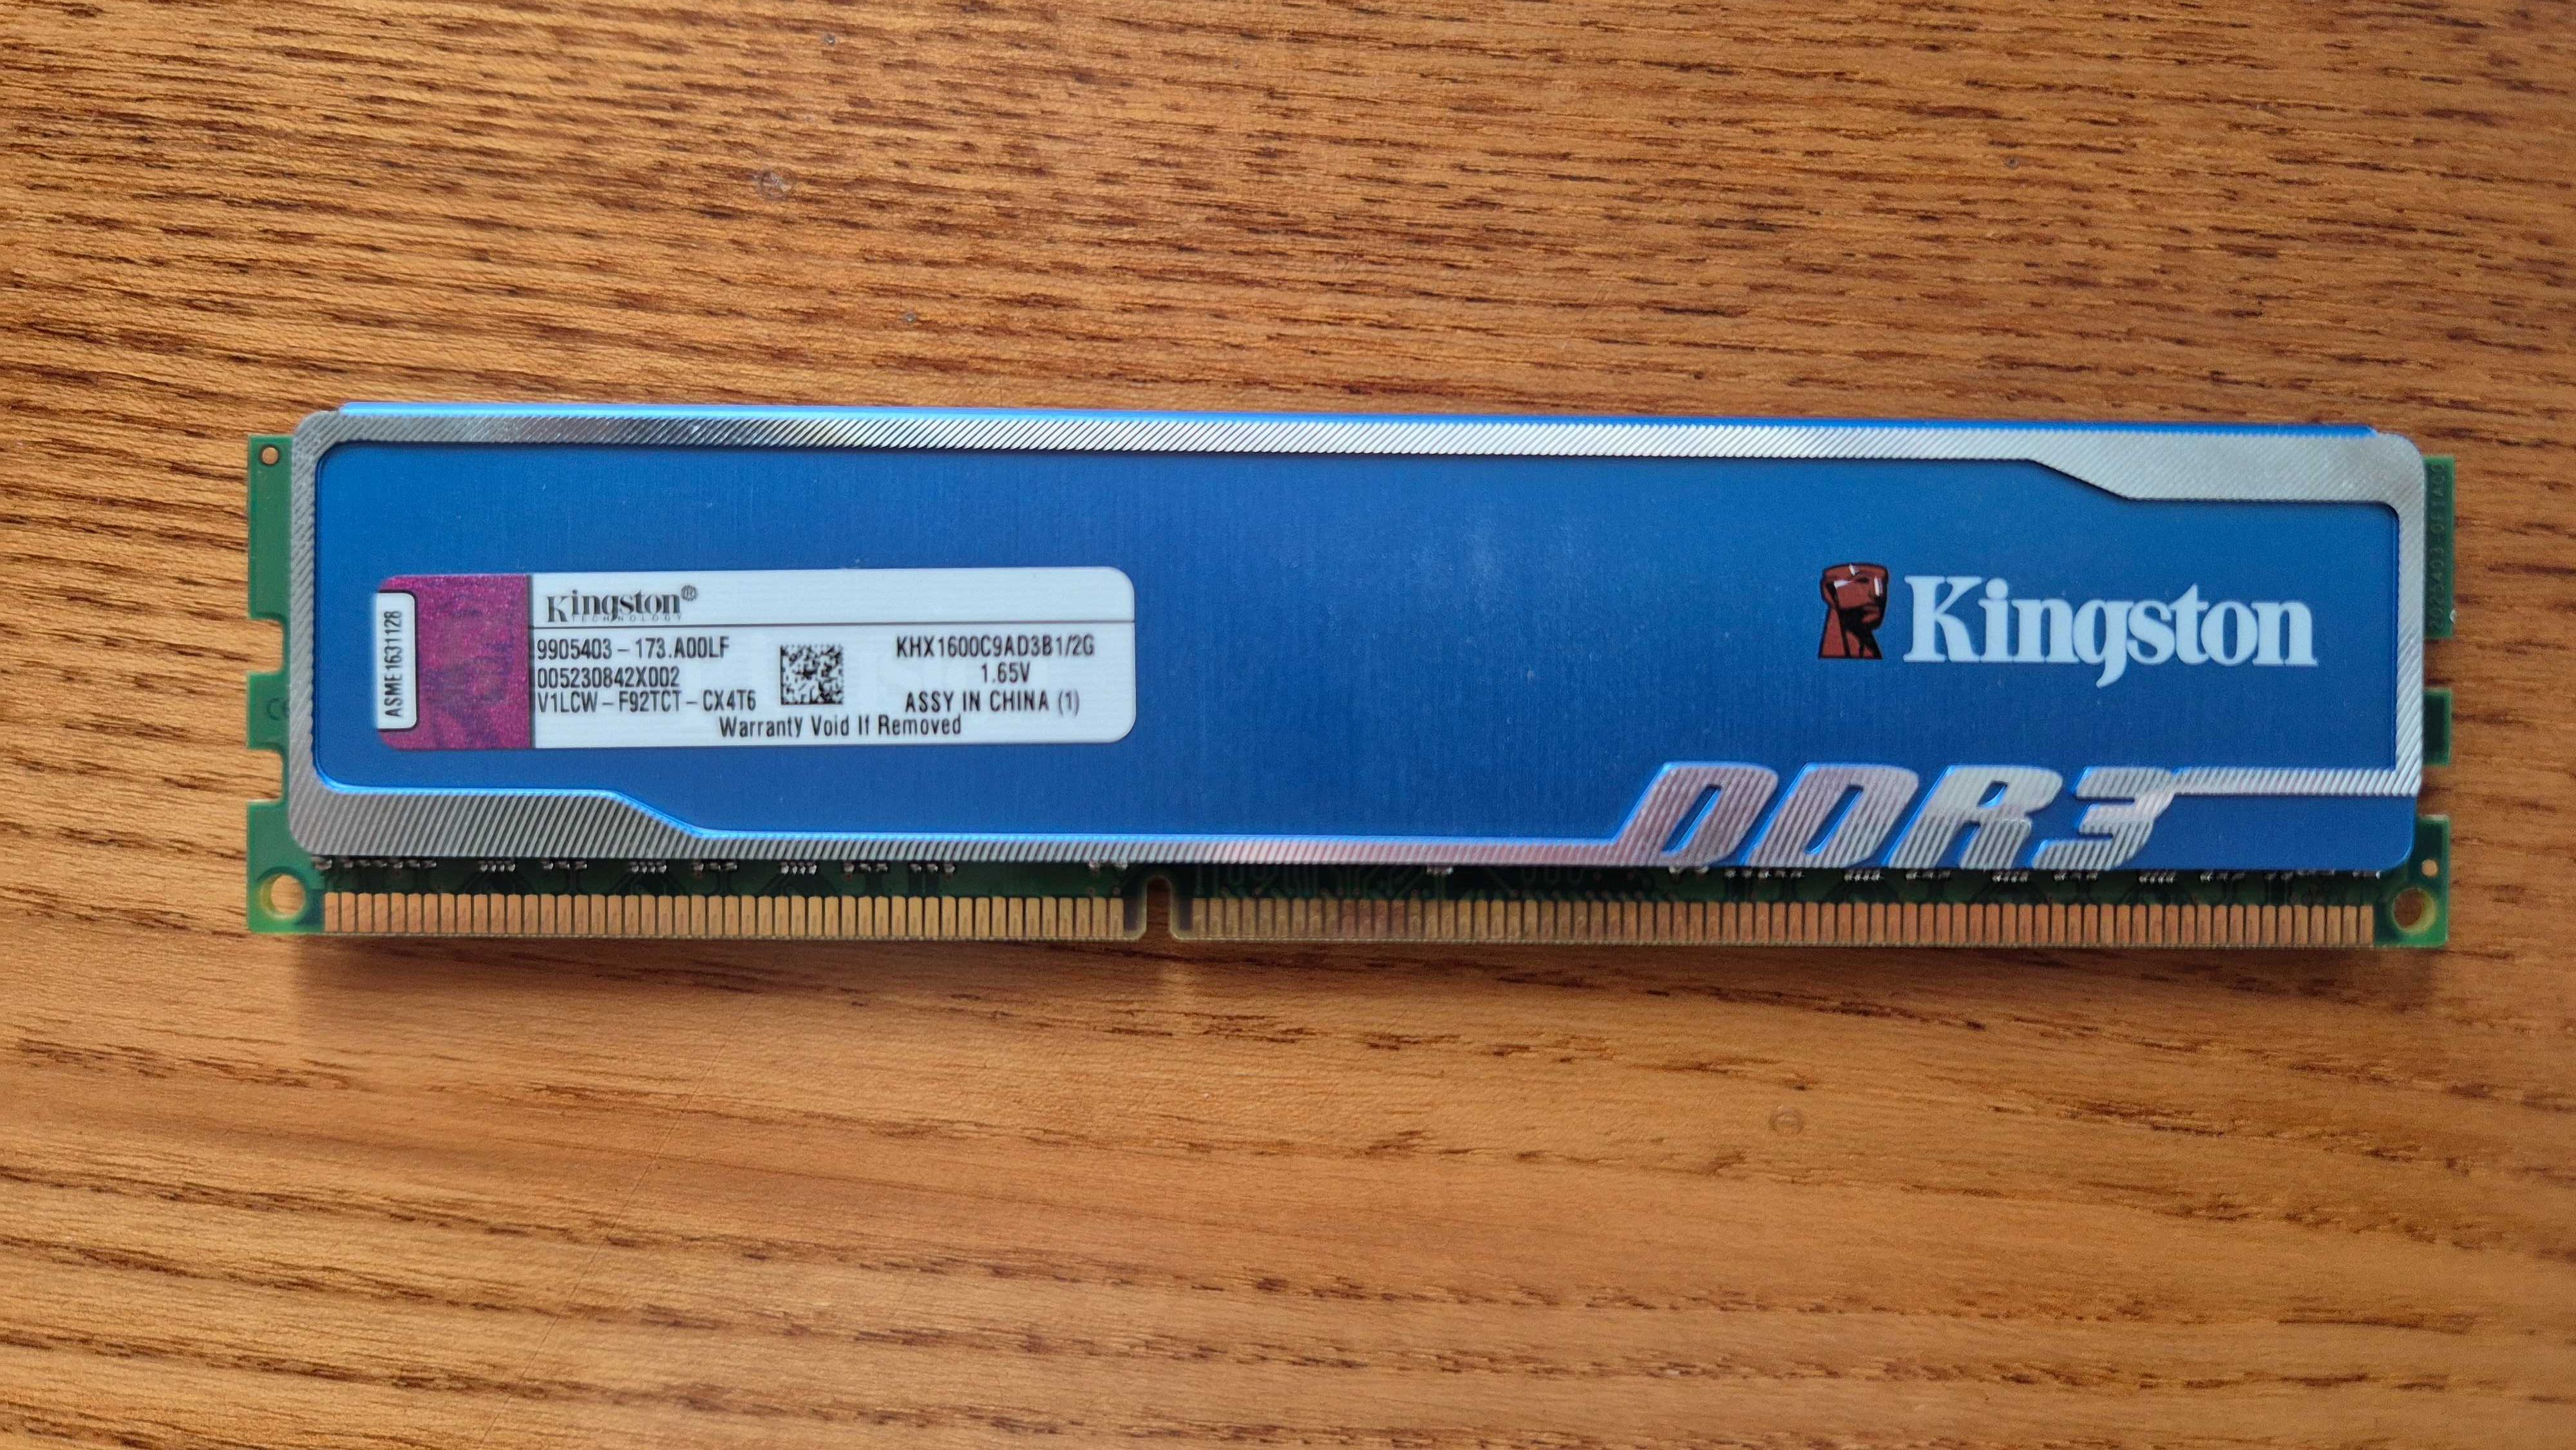 Kingston®
TECHNOLOGY
ASME1631128
9905403-173.A00LF
005230842X002
V1LCW-F92TCT-CX4T6
KHX1600C9AD3B1/2G
1.65V
ASSY IN CHINA (1)
Warranty Void If Removed
Kingston
DDR3